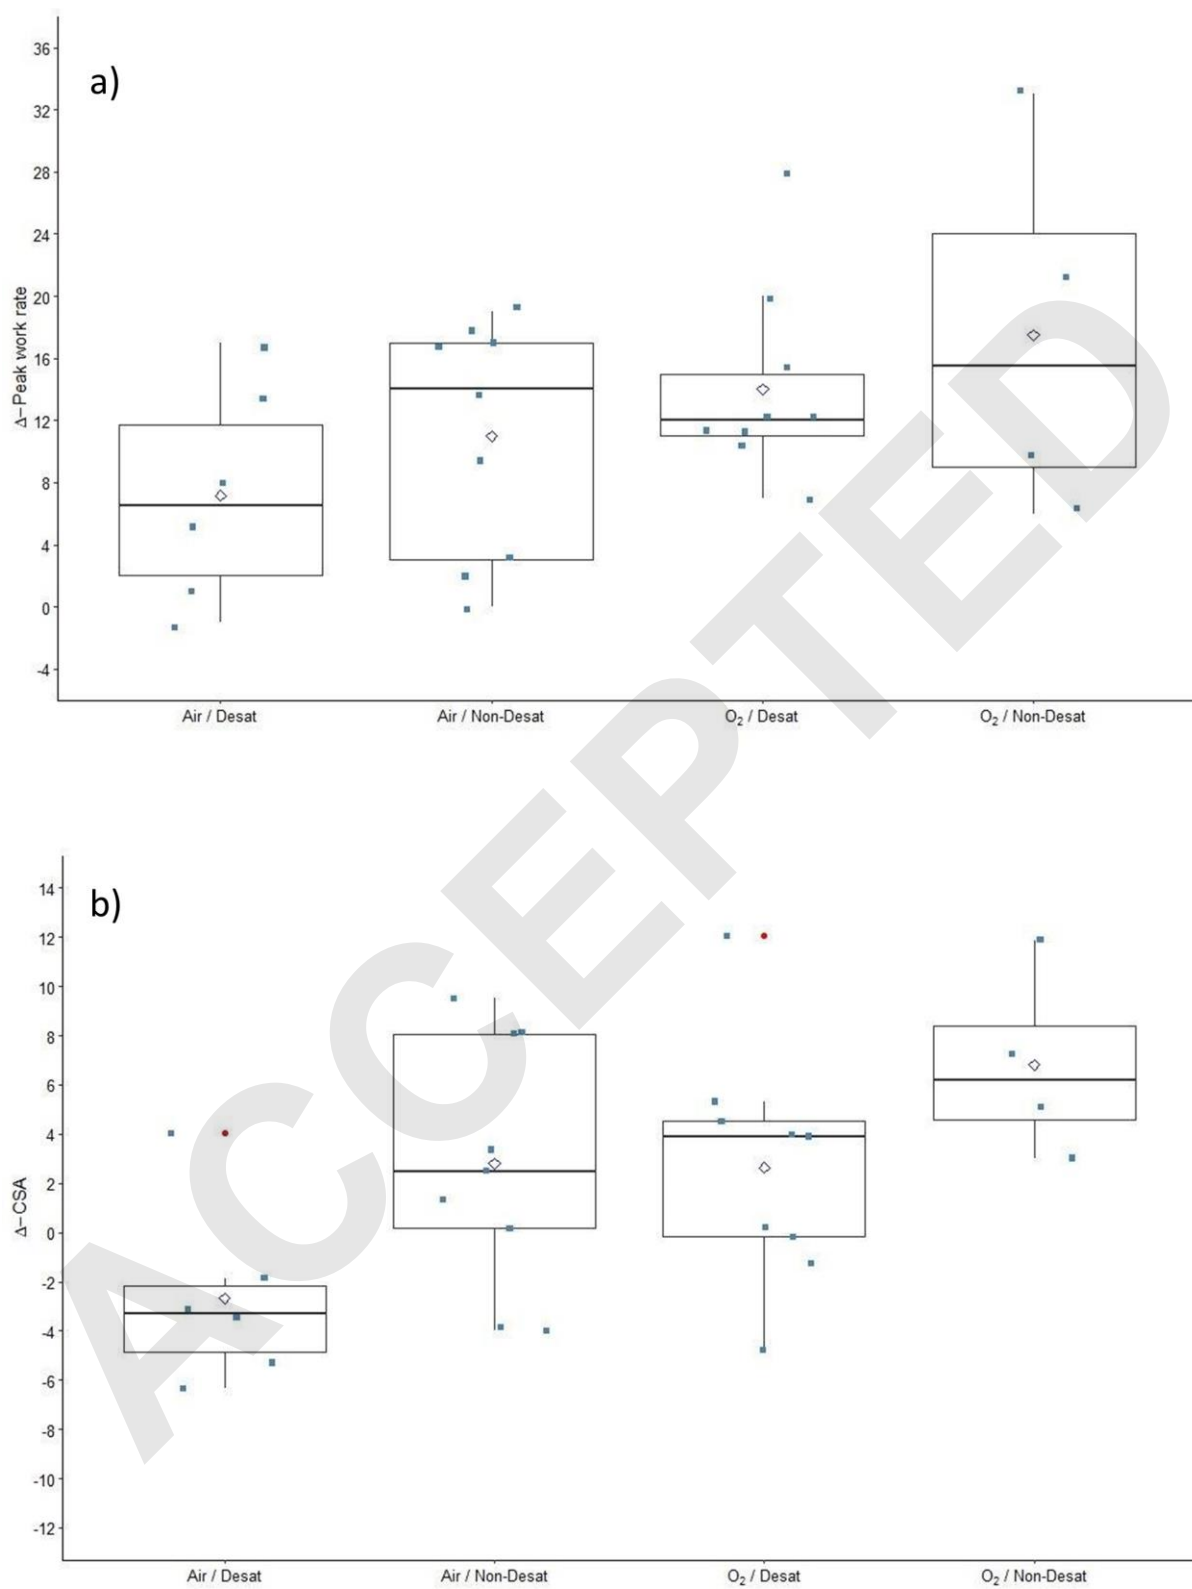 a)
Δ−Peak work rate
36
32
28
24
20
16
12
8
4
0
-4
Air / Desat
Air / Non-Desat
O₂ / Desat
O₂ / Non-Desat
b)
Δ−CSA
14
12
10
8
6
4
2
0
-2
-4
-6
-8
-10
-12
Air / Desat
Air / Non-Desat
O₂ / Desat
O₂ / Non-Desat
ACCEPTED